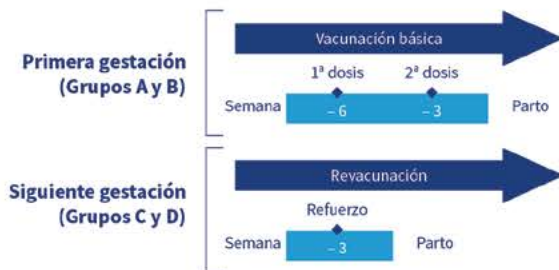 Primera gestación
(Grupos A y B)
Vacunación básica
1ª dosis 2ª dosis
Semana – 6 – 3 Parto
Siguiente gestación
(Grupos C y D)
Revacunación
Refuerzo
Semana – 3 Parto